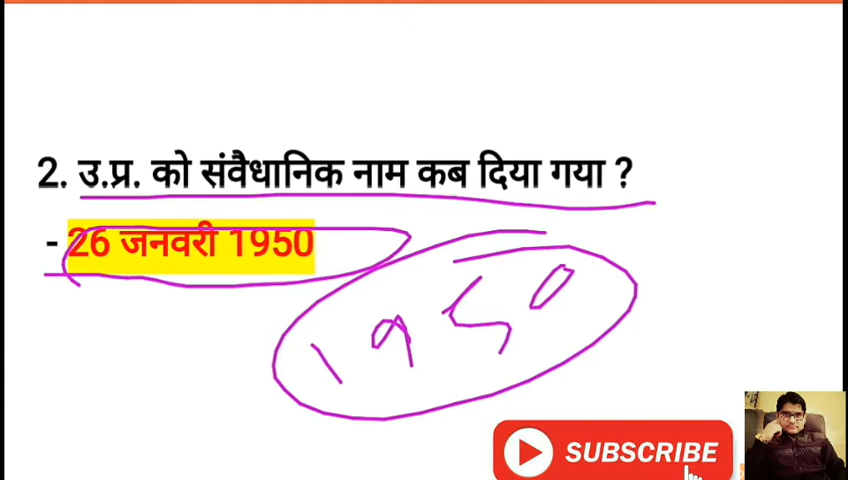 2. उ.प्र. को संवैधानिक नाम कब दिया गया ?
- 26 जनवरी 1950
1950
SUBSCRIBE